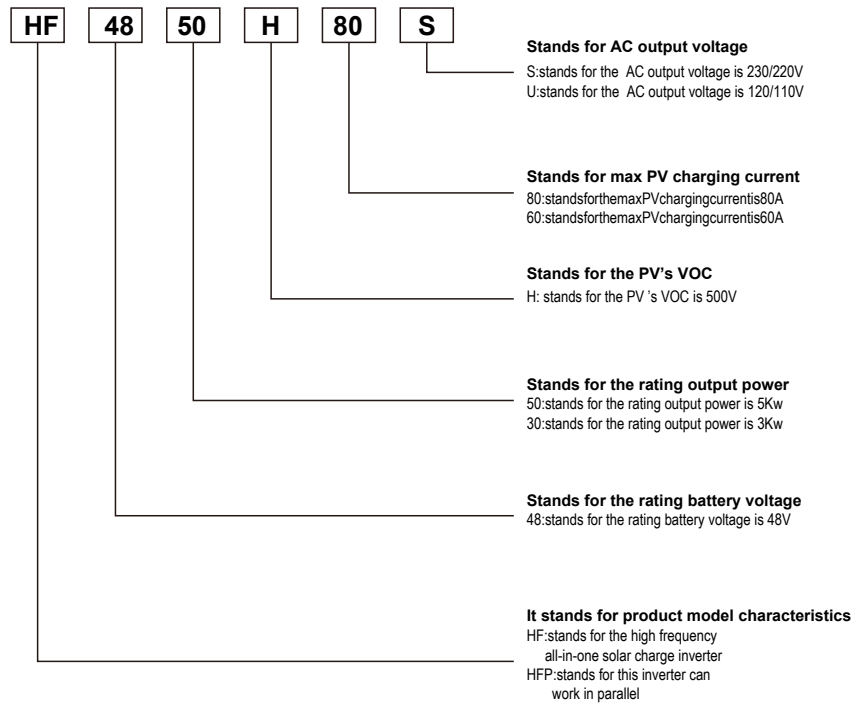 HF 48 50 H 80 S
Stands for AC output voltage
S:stands for the AC output voltage is 230/220V
U:stands for the AC output voltage is 120/110V
Stands for max PV charging current
80:standsforthemaxPVchargingcurrentis80A
60:standsforthemaxPVchargingcurrentis60A
Stands for the PV’s VOC
H: stands for the PV ’s VOC is 500V
Stands for the rating output power
50:stands for the rating output power is 5Kw
30:stands for the rating output power is 3Kw
Stands for the rating battery voltage
48:stands for the rating battery voltage is 48V
It stands for product model characteristics
HF:stands for the high frequency
all-in-one solar charge inverter
HFP:stands for this inverter can
work in parallel